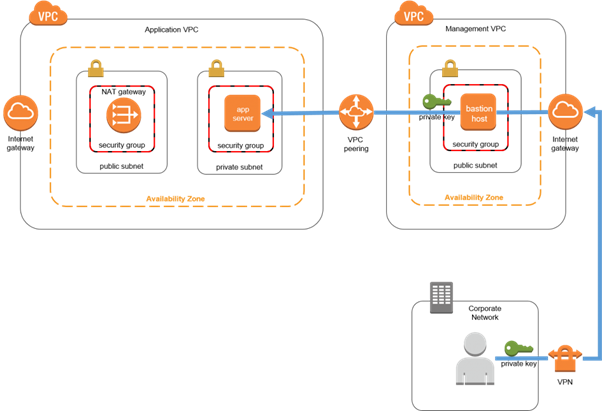 VPC
Application VPC
VPC
Management VPC
NAT gateway
security group
public subnet
app
server
security group
private subnet
Availability Zone
Internet
gateway
VPC
peering
private key
bastion
host
security group
public subnet
Availability Zone
Internet
gateway
Corporate
Network
private key
VPN